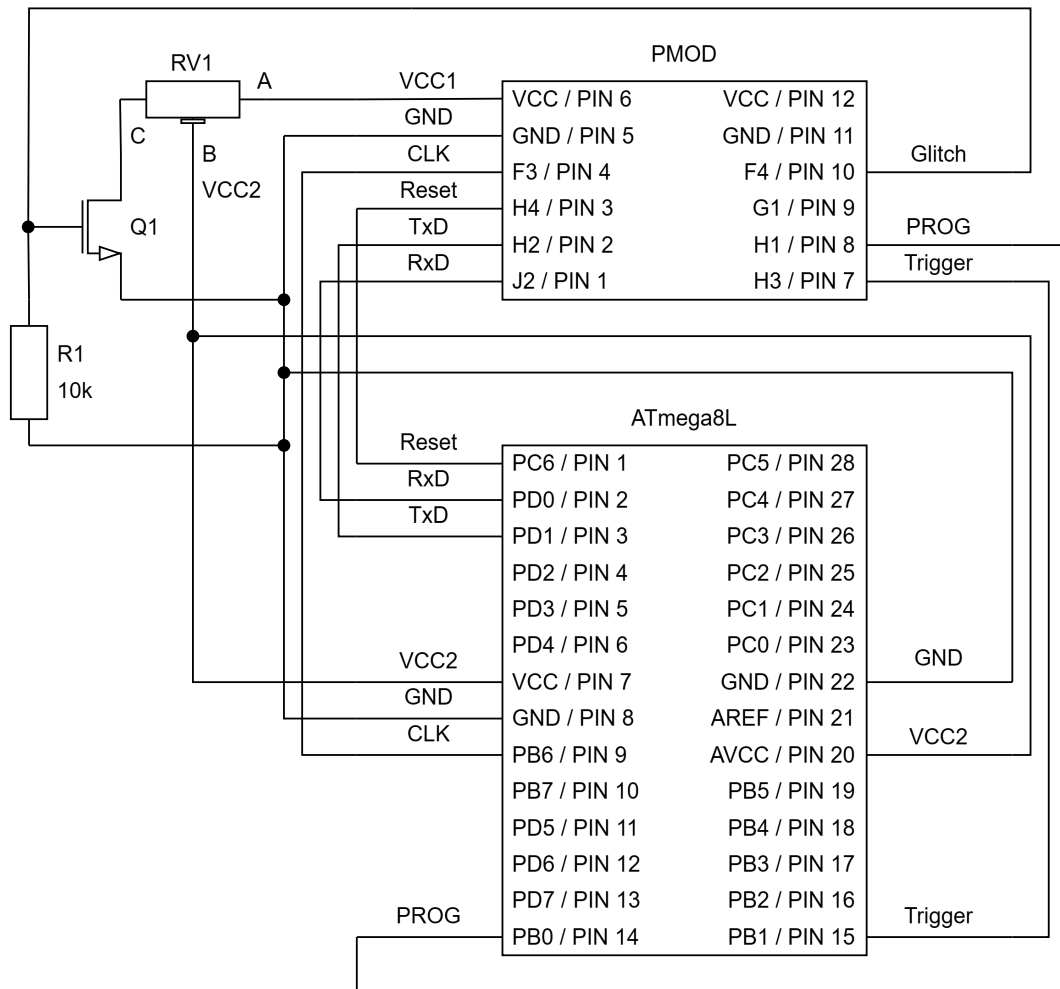 PMOD
RV1
A
VCC1
VCC / PIN 6
VCC / PIN 12
GND
C
GND / PIN 5
GND / PIN 11
B
CLK
F3 / PIN 4
F4 / PIN 10
Glitch
VCC2
Reset
H4 / PIN 3
G1 / PIN 9
Q1
TxD
H2 / PIN 2
H1 / PIN 8
PROG
RxD
J2 / PIN 1
H3 / PIN 7
Trigger
R1
10k
ATmega8L
Reset
PC6 / PIN 1
PC5 / PIN 28
RxD
PD0 / PIN 2
PC4 / PIN 27
TxD
PD1 / PIN 3
PC3 / PIN 26
PD2 / PIN 4
PC2 / PIN 25
PD3 / PIN 5
PC1 / PIN 24
PD4 / PIN 6
PC0 / PIN 23
VCC2
VCC / PIN 7
GND / PIN 22
GND
GND
GND / PIN 8
AREF / PIN 21
CLK
PB6 / PIN 9
AVCC / PIN 20
VCC2
PB7 / PIN 10
PB5 / PIN 19
PD5 / PIN 11
PB4 / PIN 18
PD6 / PIN 12
PB3 / PIN 17
PD7 / PIN 13
PB2 / PIN 16
PROG
PB0 / PIN 14
PB1 / PIN 15
Trigger